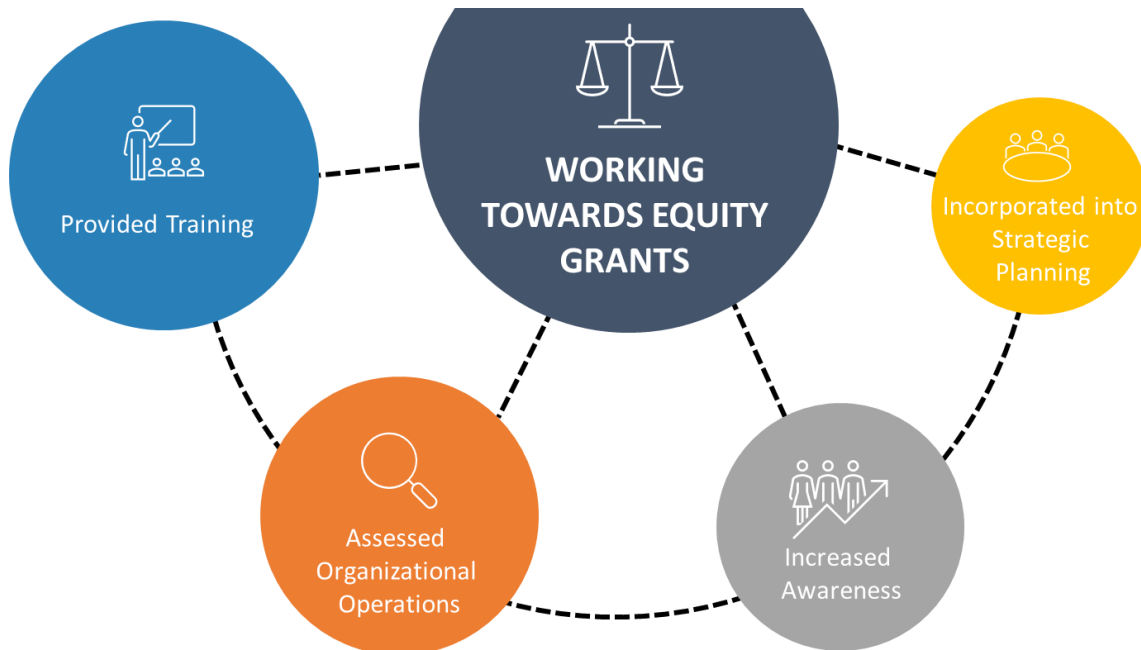 WORKING
TOWARDS EQUITY
GRANTS
Provided Training
Incorporated into
Strategic
Planning
Assessed
Organizational
Operations
Increased
Awareness